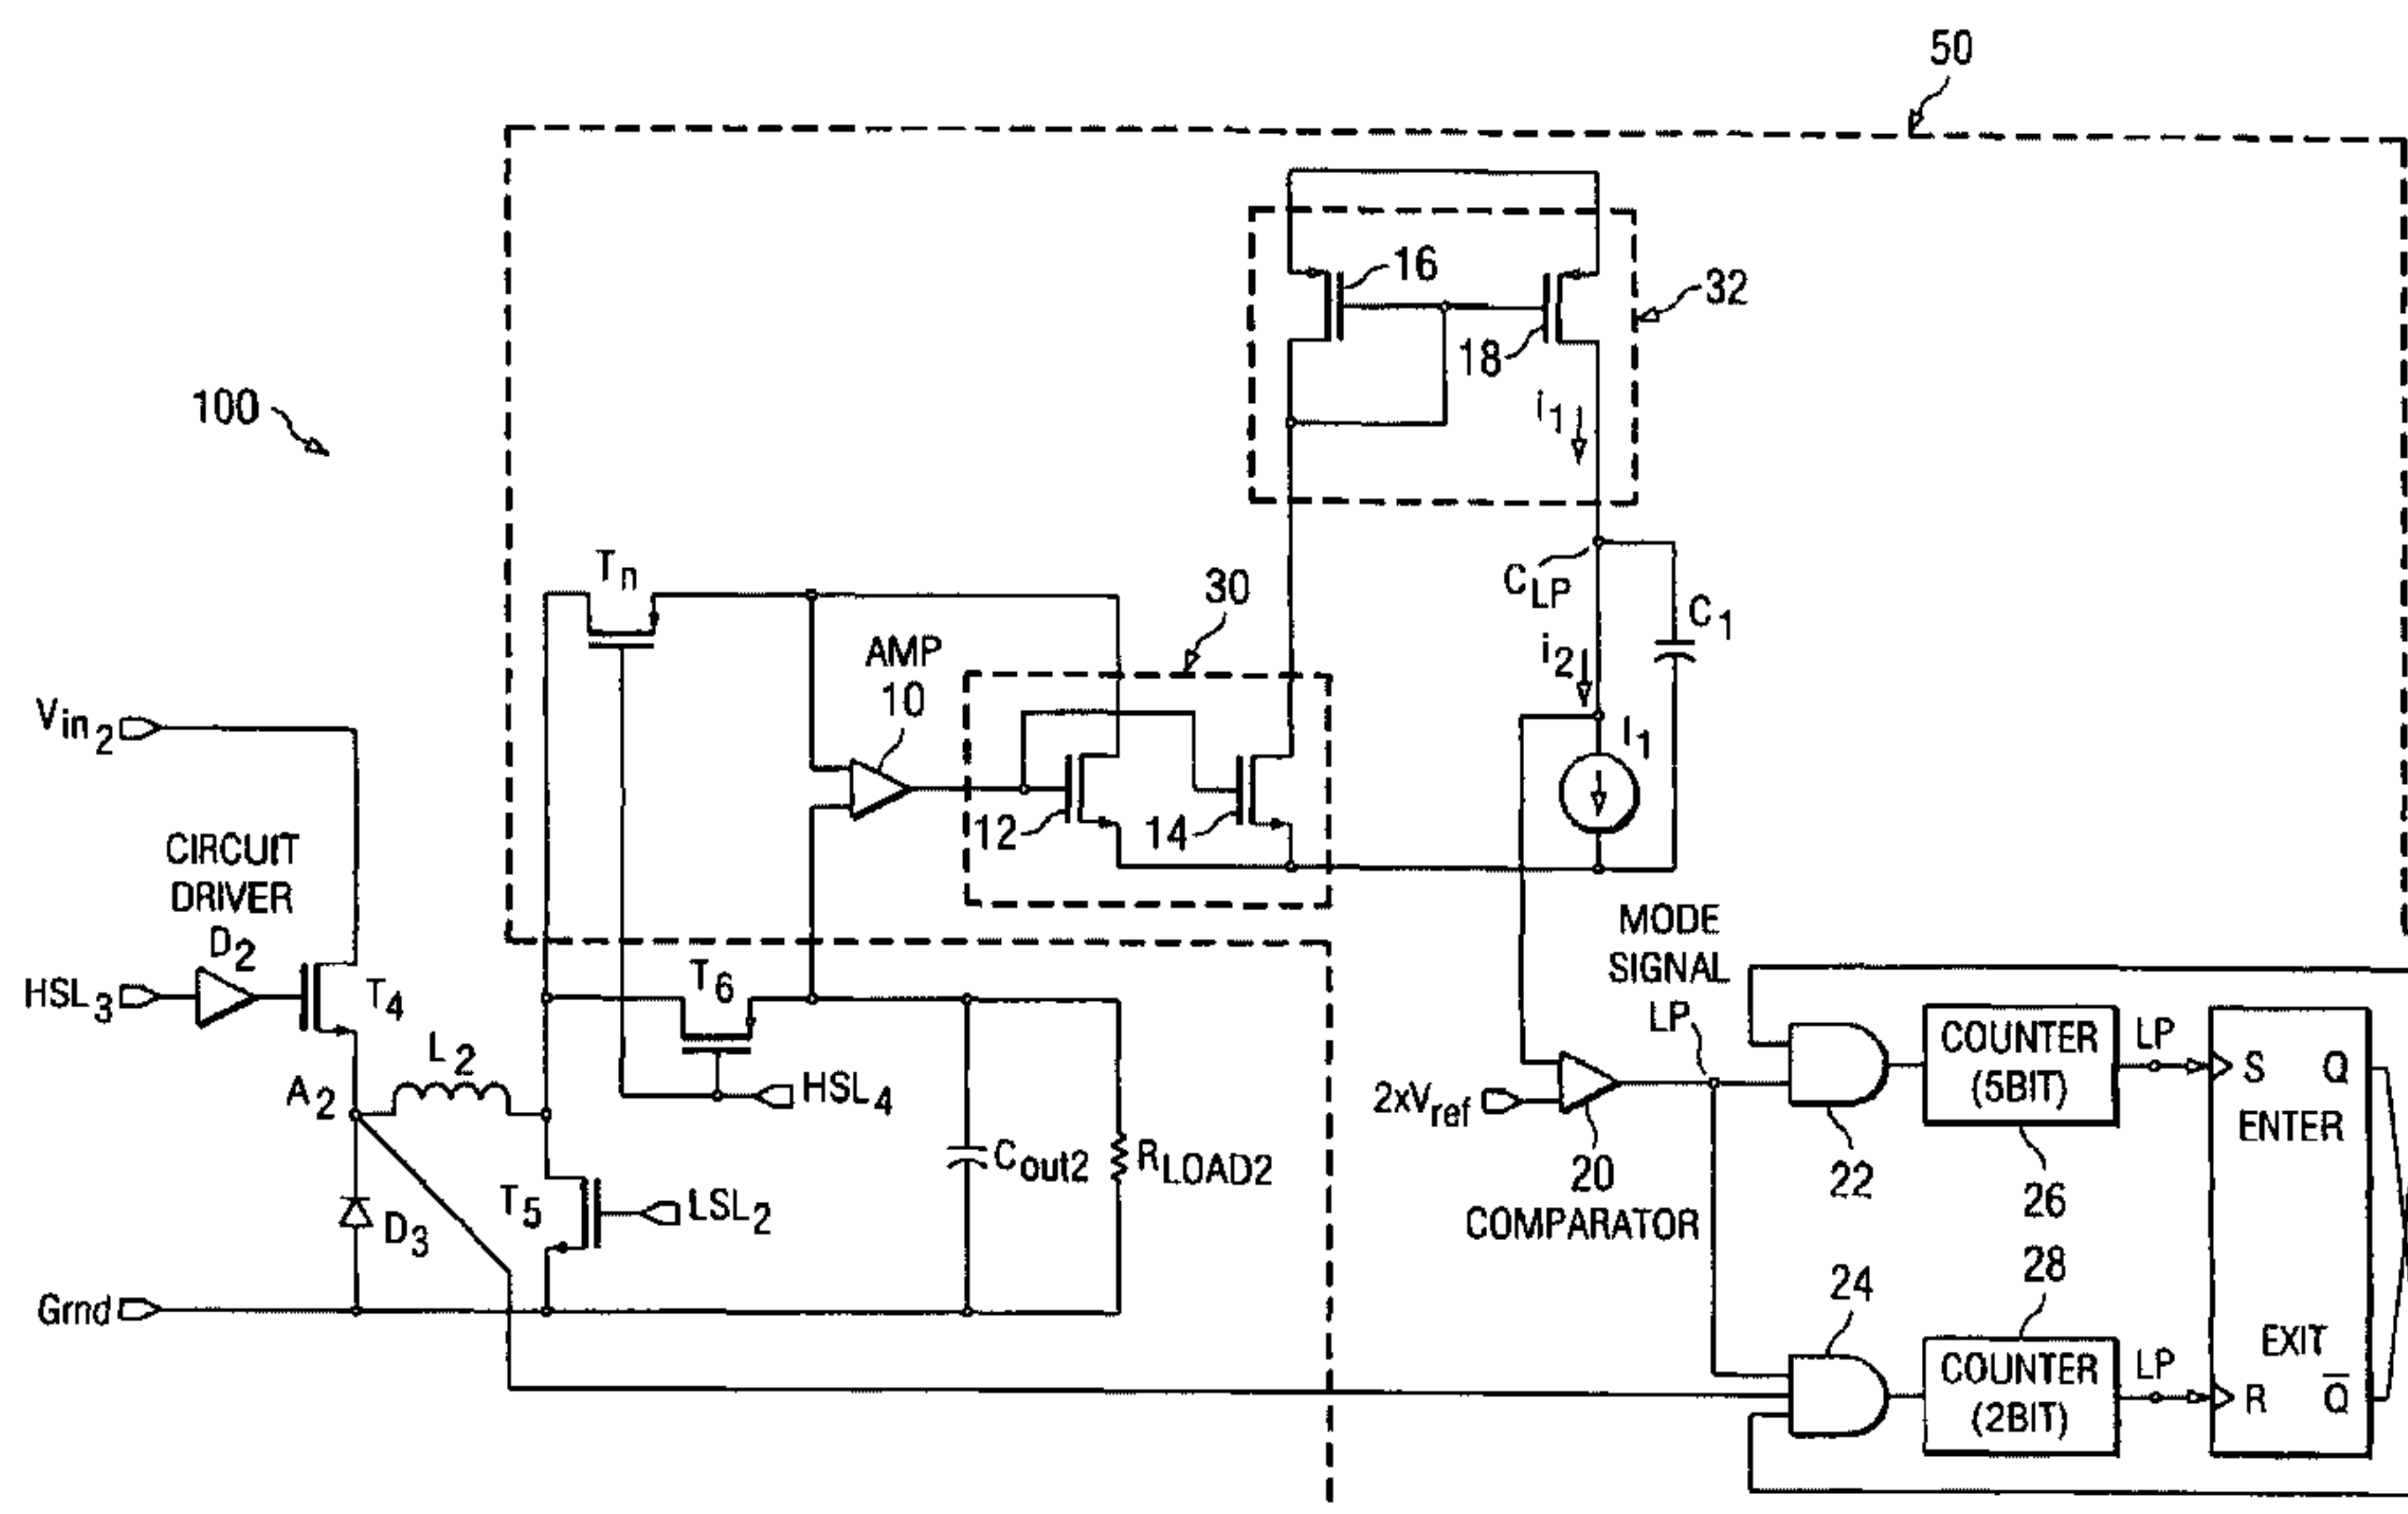 50
16
32
18
i1
100
Tn
30
CLP
C1
AMP
10
i2
I1
Vin2
12
14
CIRCUIT
DRIVER
D2
MODE
SIGNAL
LP
HSL3
T4
T6
L2
A2
HSL4
2xVref
COUNTER
(5BIT)
LP
S
Q
ENTER
Cout2
RLOAD2
20
COMPARATOR
22
26
T5
LSL2
D3
24
28
Grnd
COUNTER
(2BIT)
LP
EXIT
R
Q̅